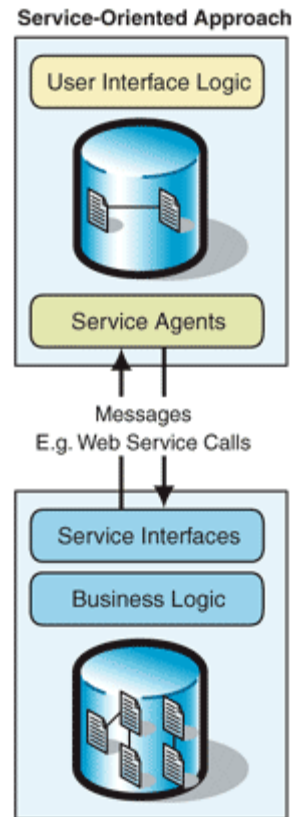 Service-Oriented Approach
User Interface Logic
Service Agents
Messages
E.g. Web Service Calls
Service Interfaces
Business Logic